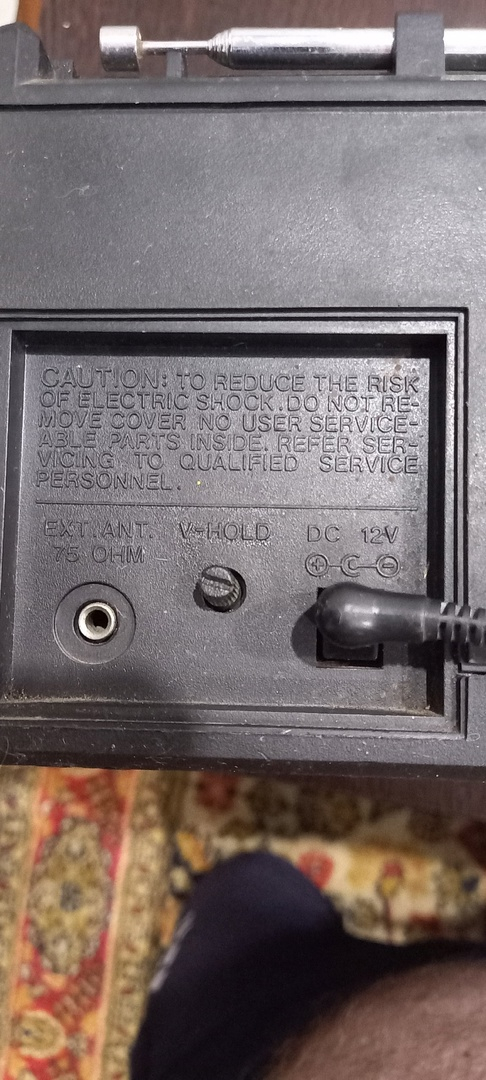 CAUTION: TO REDUCE THE RISK
OF ELECTRIC SHOCK. DO NOT RE-
MOVE COVER NO USER SERVICE-
ABLE PARTS INSIDE. REFER SER-
VICING TO QUALIFIED SERVICE
PERSONNEL.
EXT. ANT. V-HOLD DC 12V
75 OHM + C -